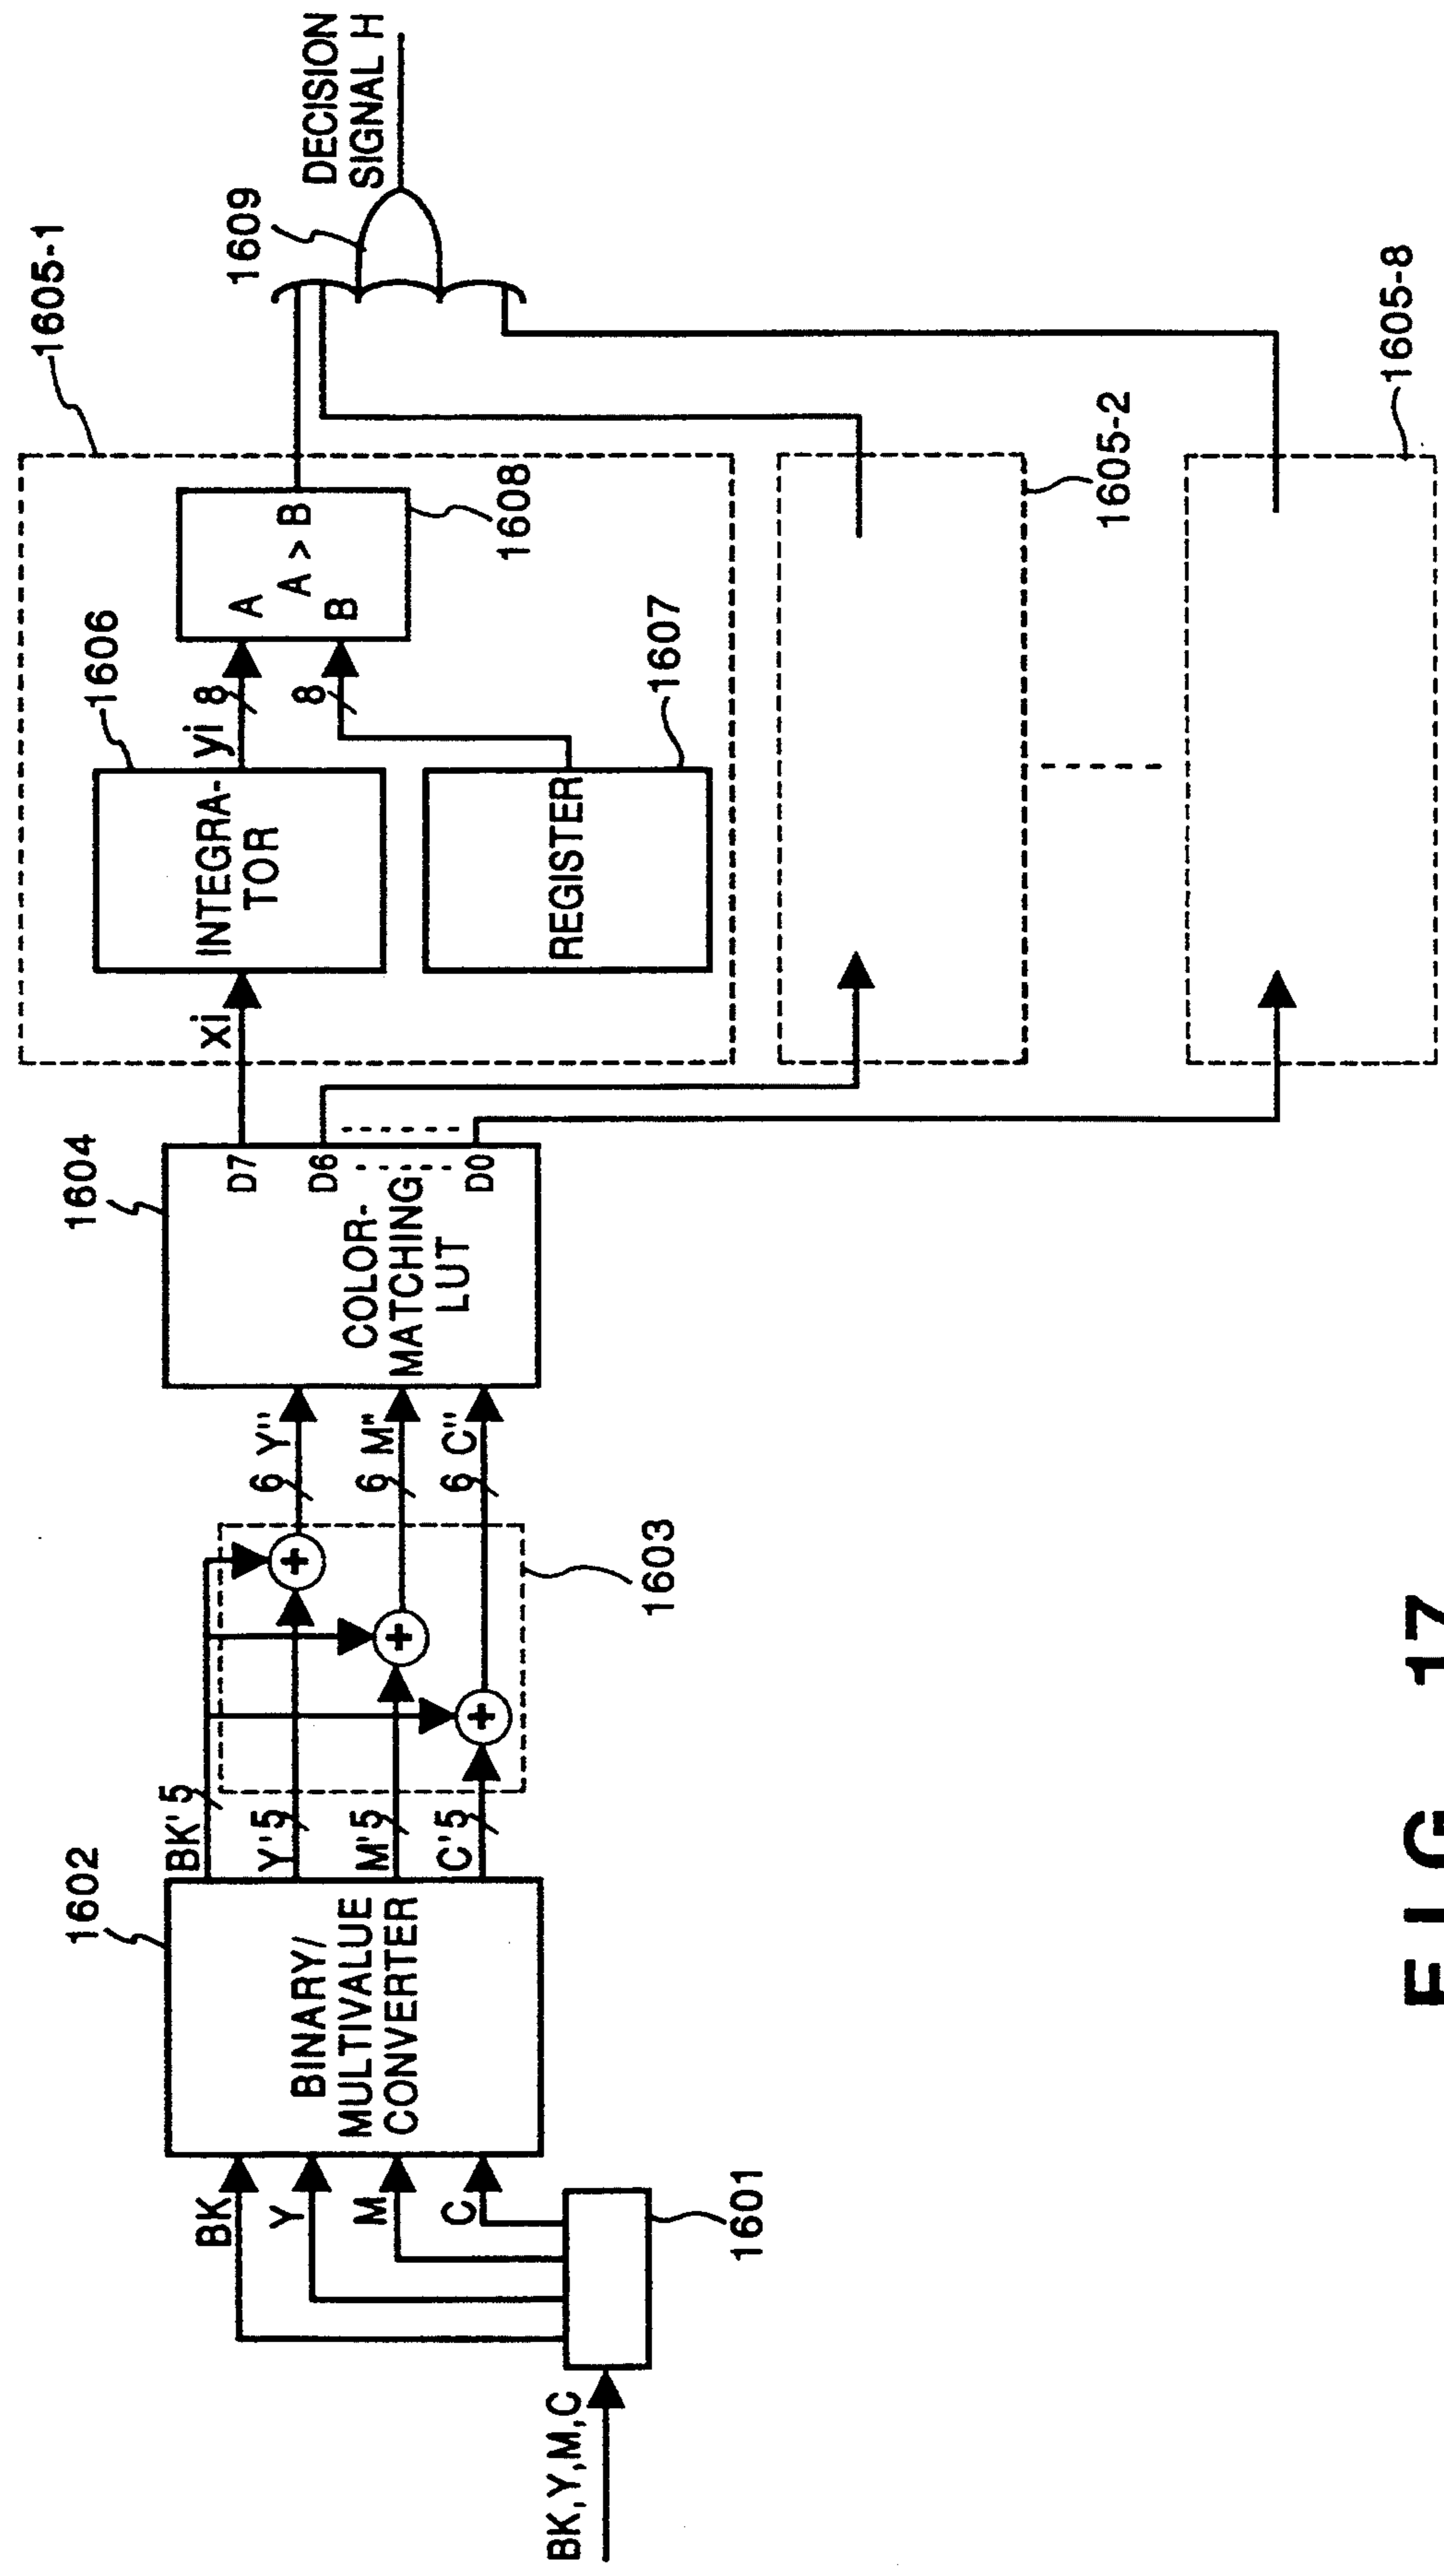 BK,Y,M,C
1601
BK
Y
M
C
1602
BINARY/
MULTIVALUE
CONVERTER
BK' 5
Y' 5
M' 5
C' 5
1603
6 Y''
6 M"
6 C''
1604
COLOR-
MATCHING
LUT
D7
D6
D0
xi
1605-1
INTEGRA-
TOR
1606
yi 8
REGISTER
1607
8
A
A > B
B
1608
1605-2
1605-8
1609
DECISION
SIGNAL H
FIG. 17